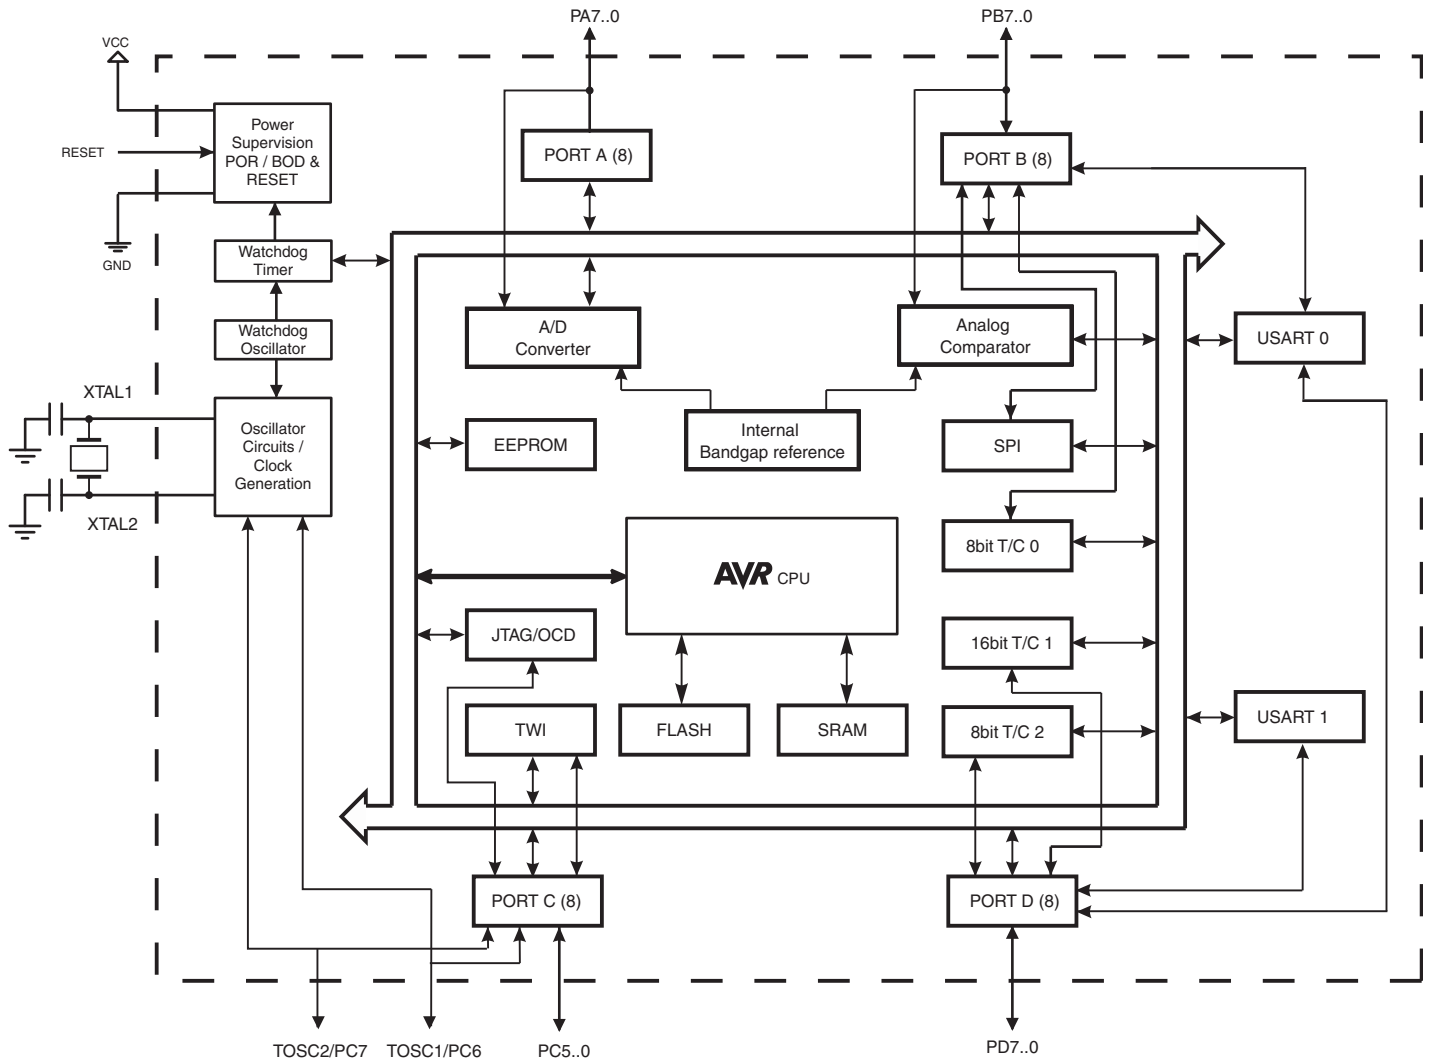 PA7..0
PB7..0
VCC
RESET
GND
Power
Supervision
POR / BOD &
RESET
PORT A (8)
PORT B (8)
Watchdog
Timer
Watchdog
Oscillator
XTAL1
XTAL2
Oscillator
Circuits /
Clock
Generation
A/D
Converter
Analog
Comparator
USART 0
Internal
Bandgap reference
EEPROM
SPI
8bit T/C 0
AVR CPU
JTAG/OCD
16bit T/C 1
TWI
FLASH
SRAM
8bit T/C 2
USART 1
PORT C (8)
PORT D (8)
TOSC2/PC7
TOSC1/PC6
PC5..0
PD7..0